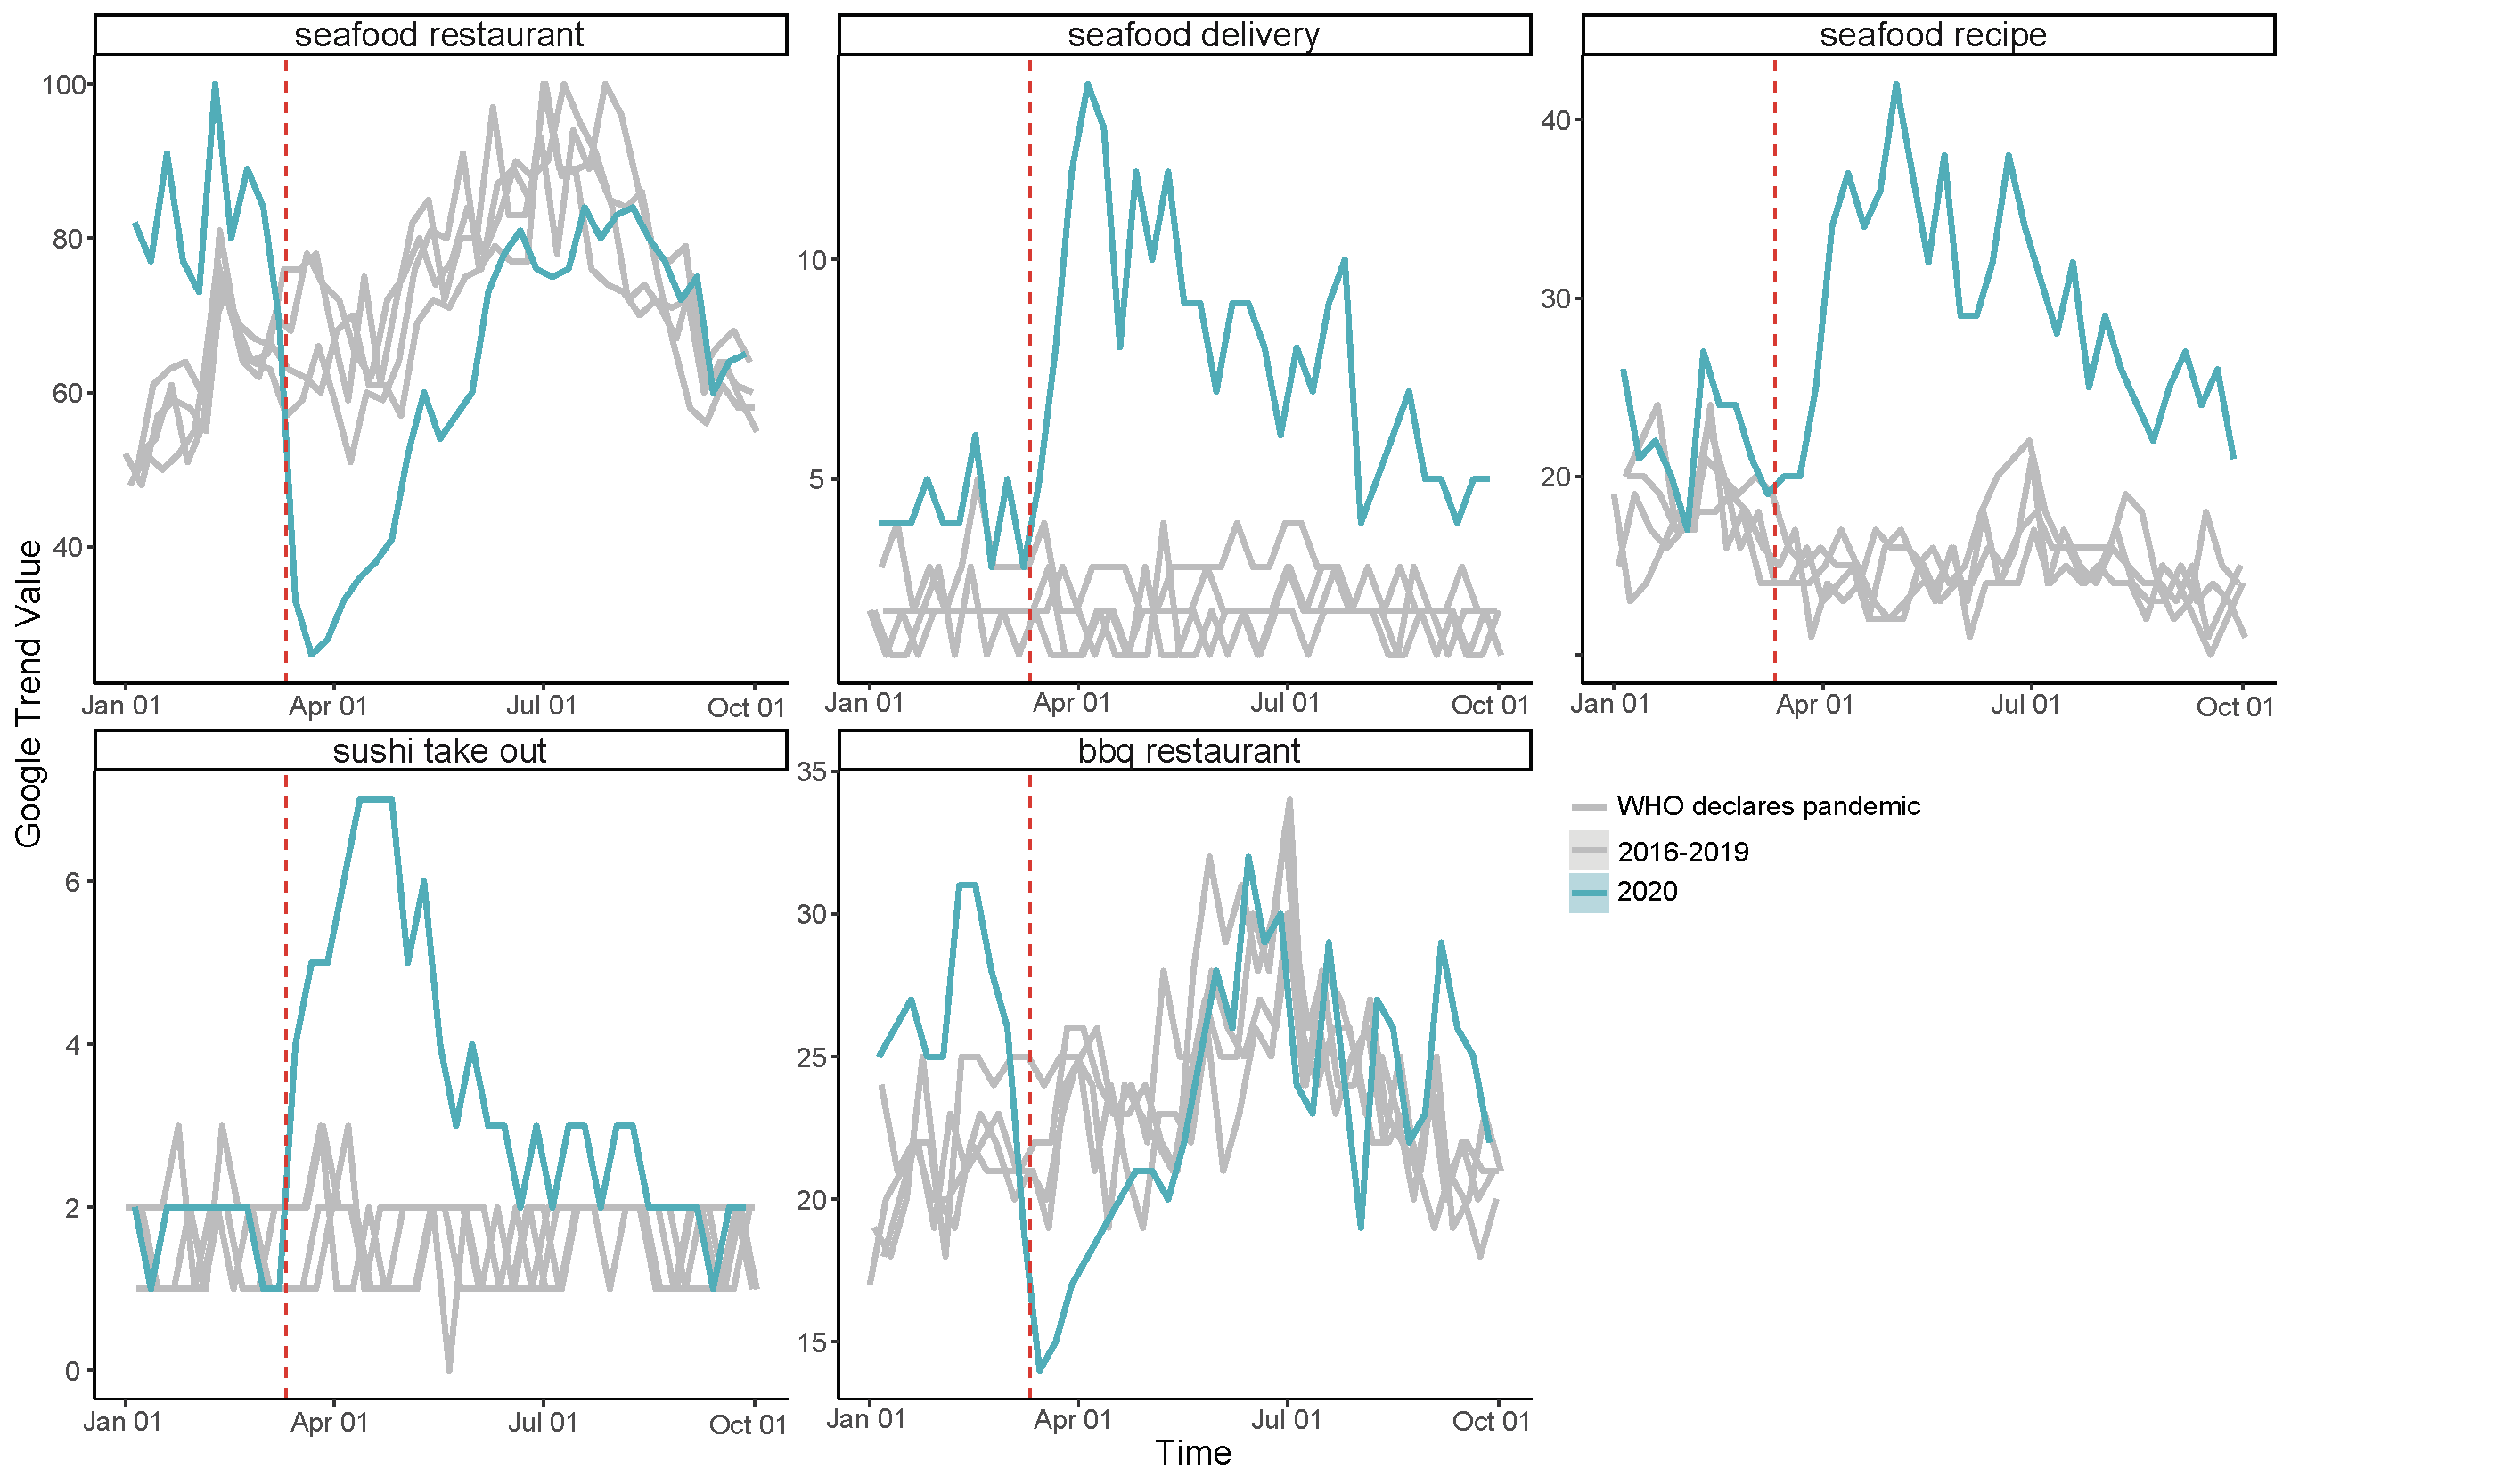 seafood restaurant
seafood delivery
seafood recipe
100
80
60
40
10
5
40
30
20
Jan 01
Apr 01
Jul 01
Oct 01
Jan 01
Apr 01
Jul 01
Oct 01
Jan 01
Apr 01
Jul 01
Oct 01
Google Trend Value
sushi take out
bbq restaurant
6
4
2
0
35
30
25
20
15
WHO declares pandemic
2016-2019
2020
Jan 01
Apr 01
Jul 01
Oct 01
Jan 01
Apr 01
Jul 01
Oct 01
Time